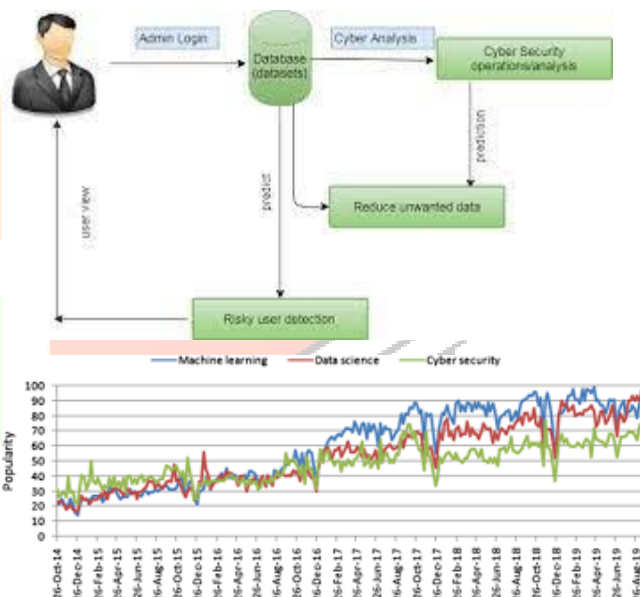 Admin Login
Database
(datasets)
Cyber Analysis
Cyber Security
operations/analysis
prediction
Reduce unwanted data
predict
user view
Risky user detection
Machine learning
Data science
Cyber security
Popularity
100
90
80
70
60
50
40
30
20
10
0
26-Oct-14
26-Dec-14
26-Feb-15
26-Apr-15
26-Jun-15
26-Aug-15
26-Oct-15
26-Dec-15
26-Feb-16
26-Apr-16
26-Jun-16
26-Aug-16
26-Oct-16
26-Dec-16
26-Feb-17
26-Apr-17
26-Jun-17
26-Aug-17
26-Oct-17
26-Dec-17
26-Feb-18
26-Apr-18
26-Jun-18
26-Aug-18
26-Oct-18
26-Dec-18
26-Feb-19
26-Apr-19
26-Jun-19
26-Aug-19